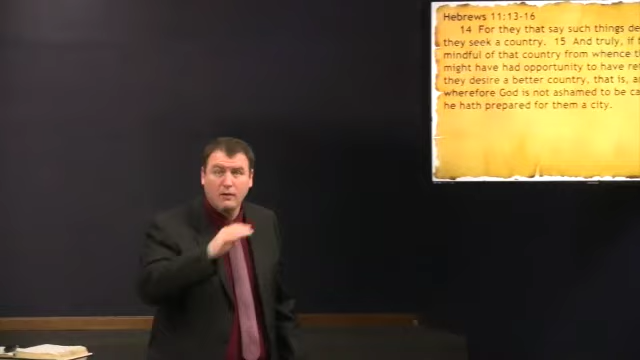 Hebrews 11:13-16
14 For they that say such things de
they seek a country. 15 And truly, if
mindful of that country from whence
might have had opportunity to have
they desire a better country, that is,
wherefore God is not ashamed to be
he hath prepared for them a city.